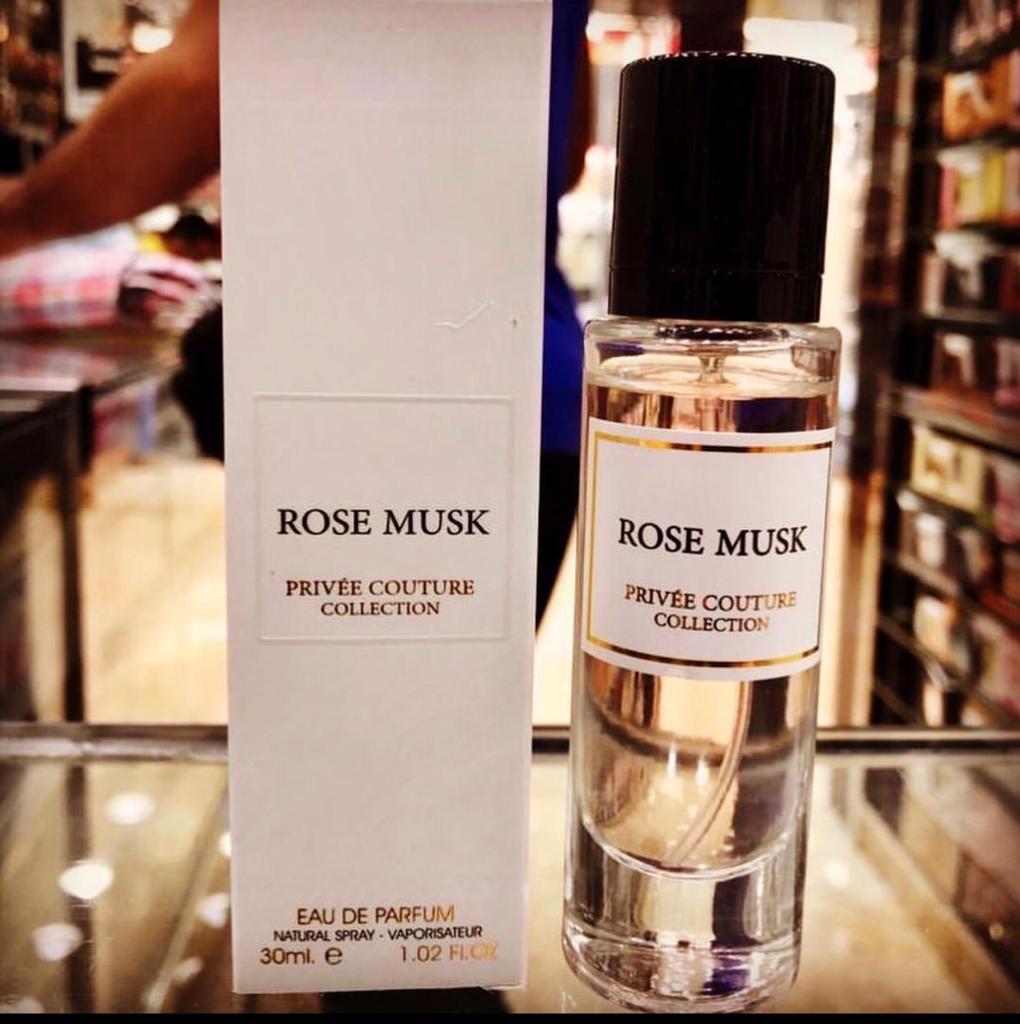 ROSE MUSK
PRIVÉE COUTURE
COLLECTION
EAU DE PARFUM
NATURAL SPRAY - VAPORISATEUR
30ml. e 1.02 Fl.OZ
ROSE MUSK
PRIVÉE COUTURE
COLLECTION